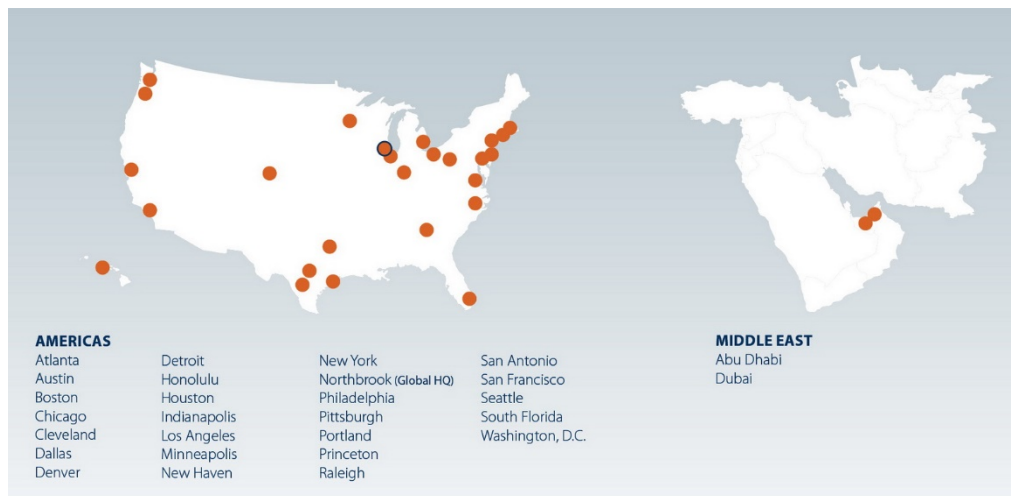 AMERICAS
Atlanta
Austin
Boston
Chicago
Cleveland
Dallas
Denver
Detroit
Honolulu
Houston
Indianapolis
Los Angeles
Minneapolis
New Haven
New York
Northbrook (Global HQ)
Philadelphia
Pittsburgh
Portland
Princeton
Raleigh
San Antonio
San Francisco
Seattle
South Florida
Washington, D.C.
MIDDLE EAST
Abu Dhabi
Dubai